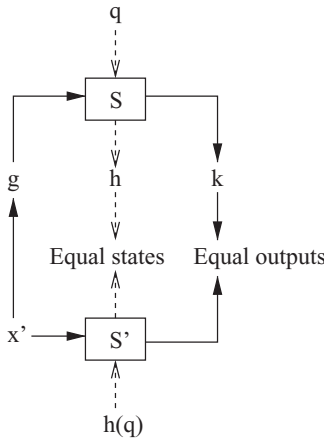 q
S
g
h
k
Equal states
Equal outputs
x'
S'
h(q)